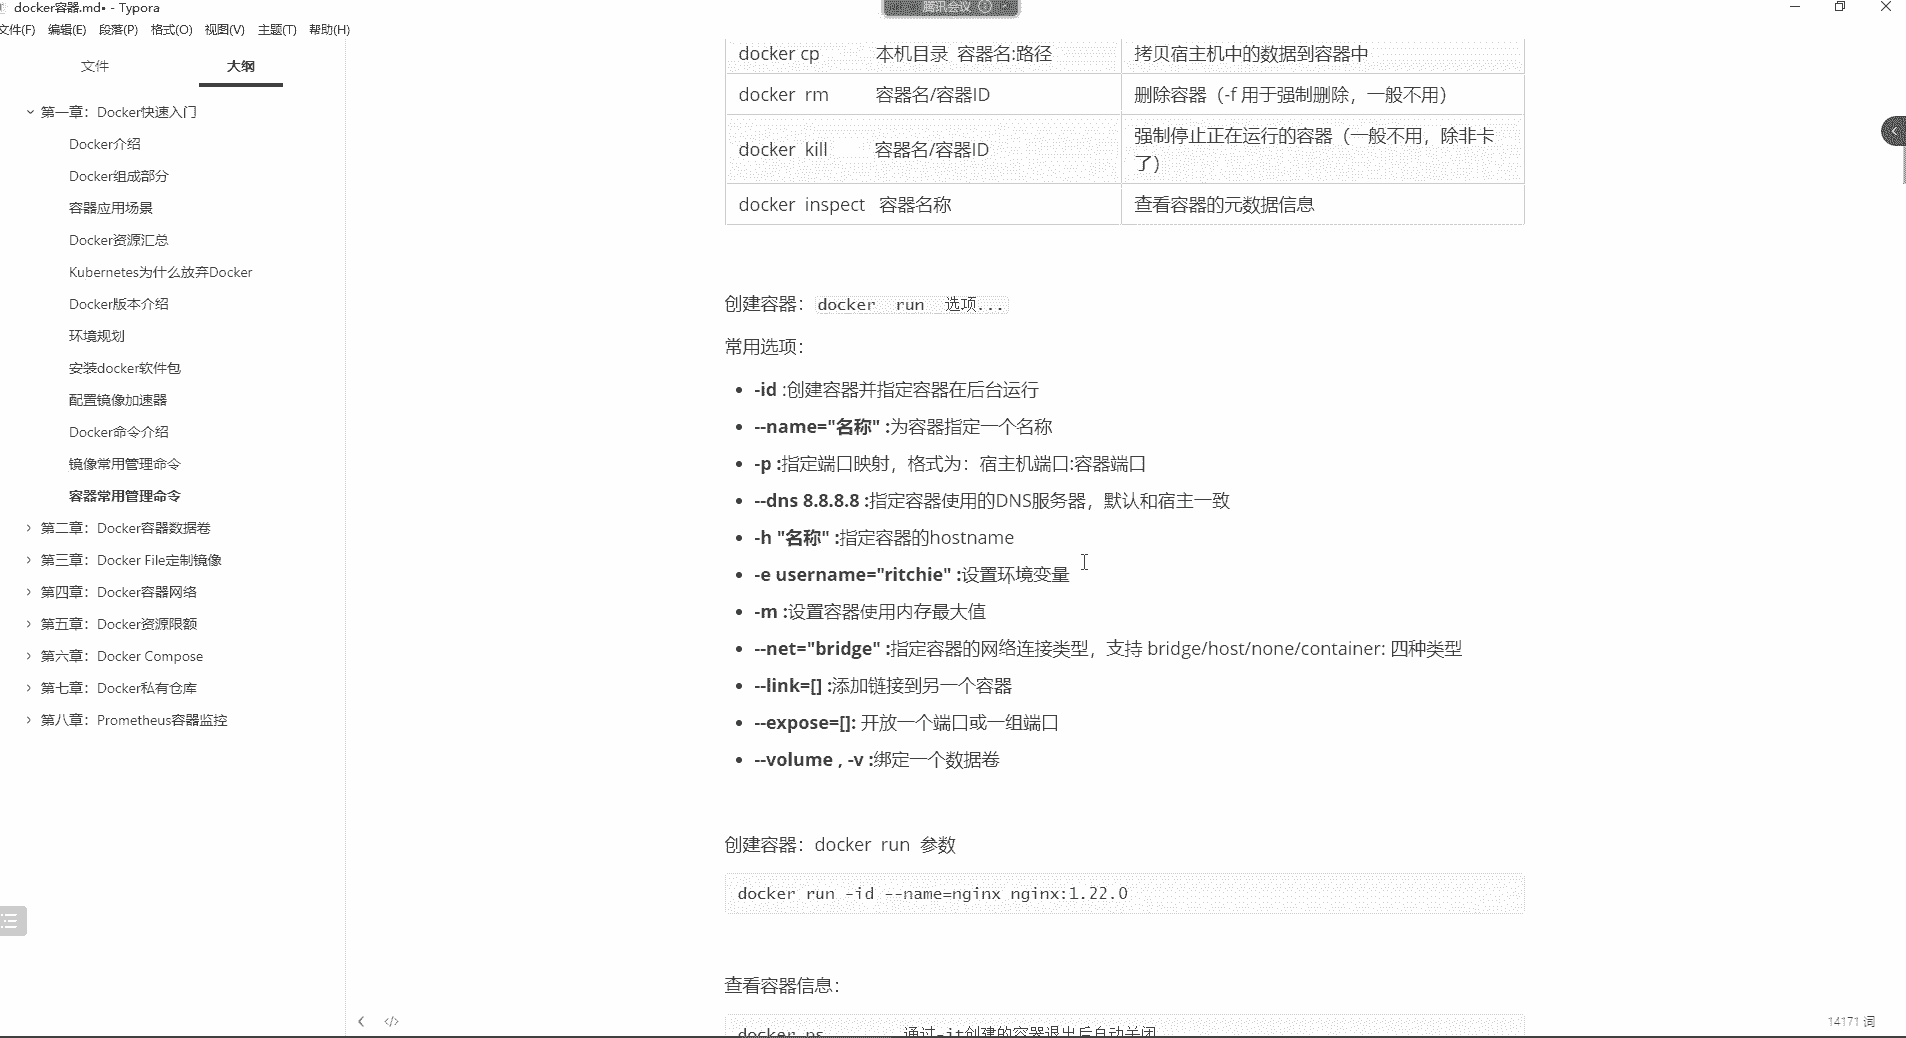 docker容器.md• - Typora
腾讯会议
文件(F) 编辑(E) 段落(P) 格式(O) 视图(V) 主题(T) 帮助(H)
文件 大纲
第一章：Docker快速入门
Docker介绍
Docker组成部分
容器应用场景
Docker资源汇总
Kubernetes为什么放弃Docker
Docker版本介绍
环境规划
安装docker软件包
配置镜像加速器
Docker命令介绍
镜像常用管理命令
容器常用管理命令
第二章：Docker容器数据卷
第三章：Docker File定制镜像
第四章：Docker容器网络
第五章：Docker资源限额
第六章：Docker Compose
第七章：Docker私有仓库
第八章：Prometheus容器监控
docker cp 本机目录 容器名:路径 拷贝宿主机中的数据到容器中
docker rm 容器名/容器ID 删除容器（-f 用于强制删除，一般不用）
docker kill 容器名/容器ID 强制停止正在运行的容器（一般不用，除非卡
了）
docker inspect 容器名称 查看容器的元数据信息
创建容器：docker run 选项...
常用选项：
-id :创建容器并指定容器在后台运行
--name="名称" :为容器指定一个名称
-p :指定端口映射，格式为：宿主机端口:容器端口
--dns 8.8.8.8 :指定容器使用的DNS服务器，默认和宿主一致
-h "名称" :指定容器的hostname
-e username="ritchie" :设置环境变量
-m :设置容器使用内存最大值
--net="bridge" :指定容器的网络连接类型，支持 bridge/host/none/container: 四种类型
--link=[] :添加链接到另一个容器
--expose=[]: 开放一个端口或一组端口
--volume , -v :绑定一个数据卷
创建容器：docker run 参数
docker run -id --name=nginx nginx:1.22.0
查看容器信息：
docker ps 通过-it创建的容器退出后自动关闭
14171 词